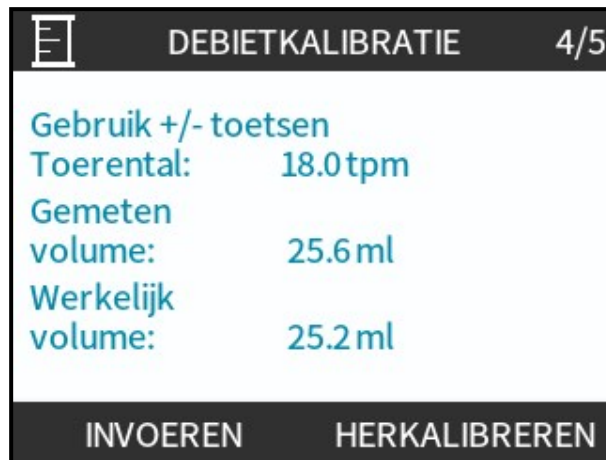 DEBIETKALIBRATIE 4/5
Gebruik +/- toetsen
Toerental: 18.0 tpm
Gemeten
volume: 25.6 ml
Werkelijk
volume: 25.2 ml
INVOEREN HERKALIBREREN